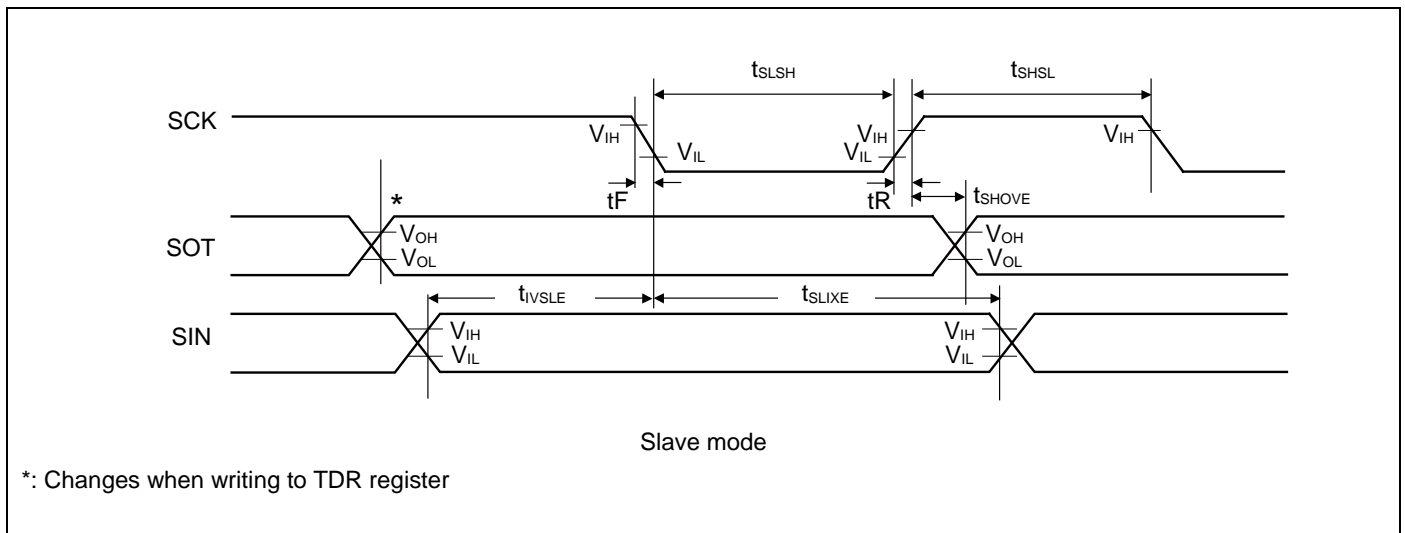 tSLSH tSHSL
SCK
VIH VIH VIH
VIL VIL
tF tR tSHOVE
*
SOT
VOH VOH
VOL VOL
tIVSLE tSLIXE
SIN
VIH VIH
VIL VIL
Slave mode
*: Changes when writing to TDR register